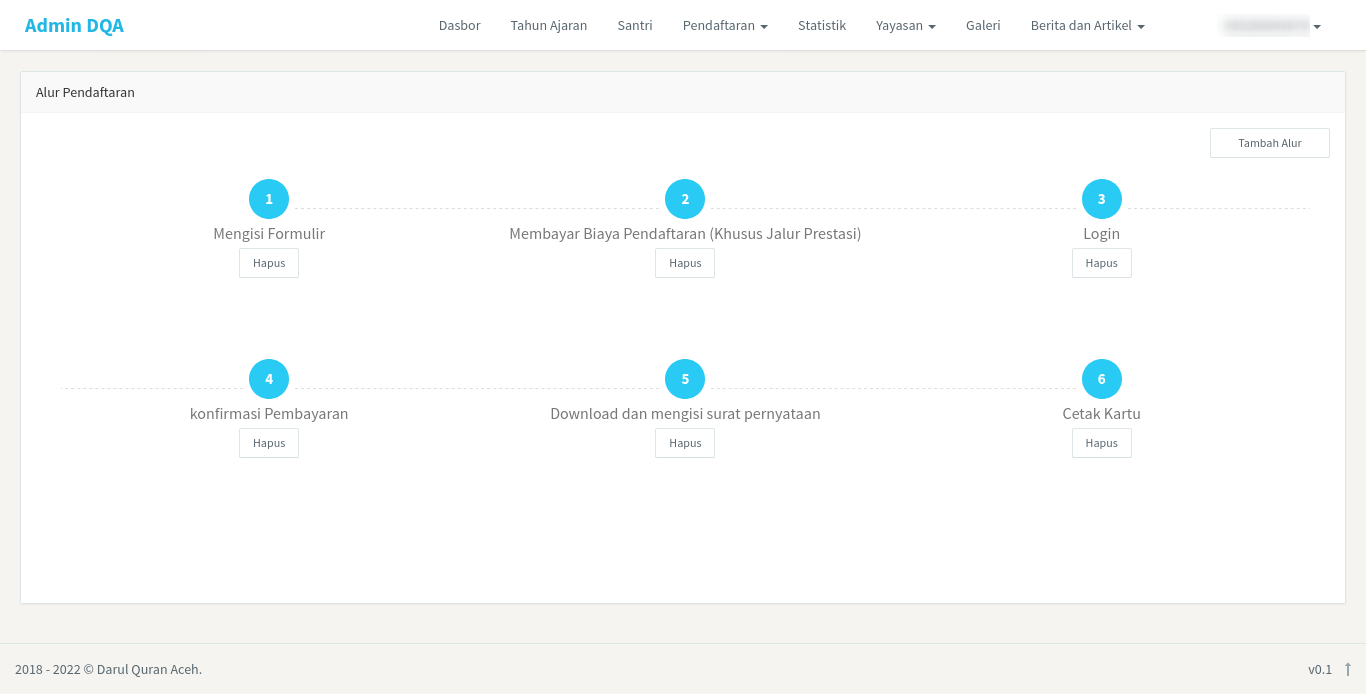 Admin DQA
Dasbor Tahun Ajaran Santri Pendaftaran Statistik Yayasan Galeri Berita dan Artikel
Alur Pendaftaran
Tambah Alur
1 2 3
Mengisi Formulir Membayar Biaya Pendaftaran (Khusus Jalur Prestasi) Login
Hapus Hapus Hapus
4 5 6
konfirmasi Pembayaran Download dan mengisi surat pernyataan Cetak Kartu
Hapus Hapus Hapus
2018 - 2022 © Darul Quran Aceh. v0.1